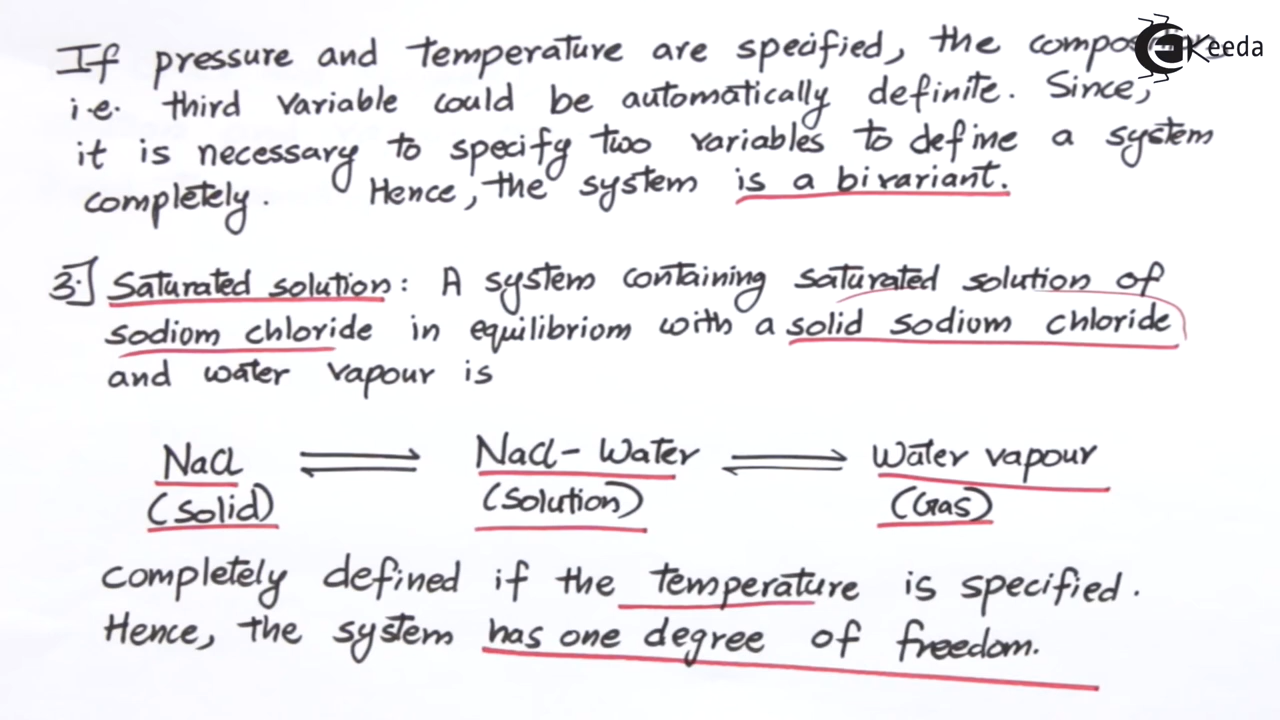 If pressure and temperature are specified, the
i.e. third variable could be automatically definite. Since,
it is necessary to specify two variables to define a system
completely. Hence, the system is a bivariant.
3.] Saturated solution: A system containing saturated solution of
sodium chloride in equilibriom with a solid sodium chloride
and water vapour is
NaCl ⇌ NaCl- Water ⇌ Water vapour
(Solid) (Solution) (Gas)
completely defined if the temperature is specified.
Hence, the system has one degree of freedom.
eKeeda